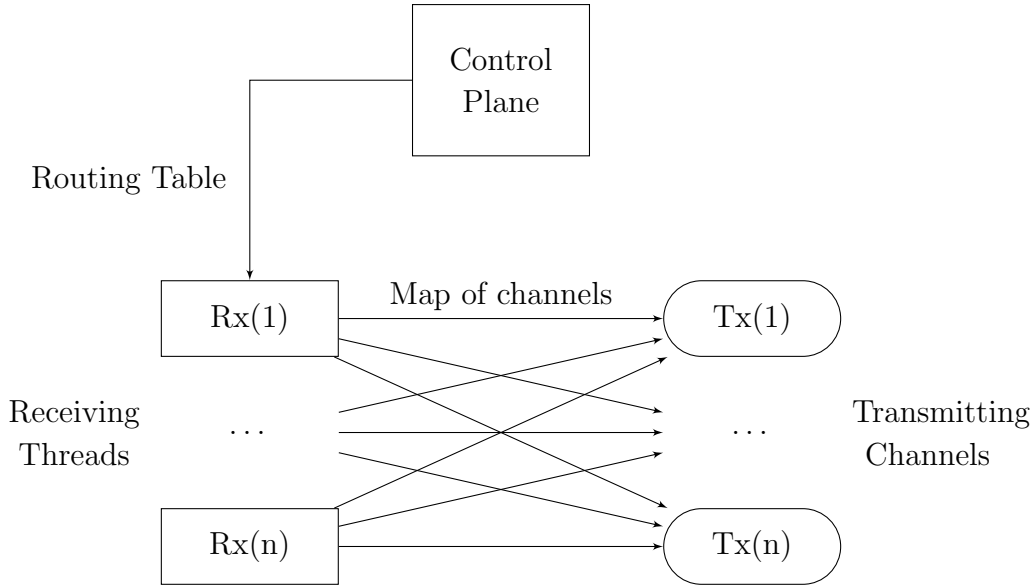 Control
Plane
Routing Table
Map of channels
Rx(1)
Tx(1)
Receiving
Threads
...
...
Transmitting
Channels
Rx(n)
Tx(n)